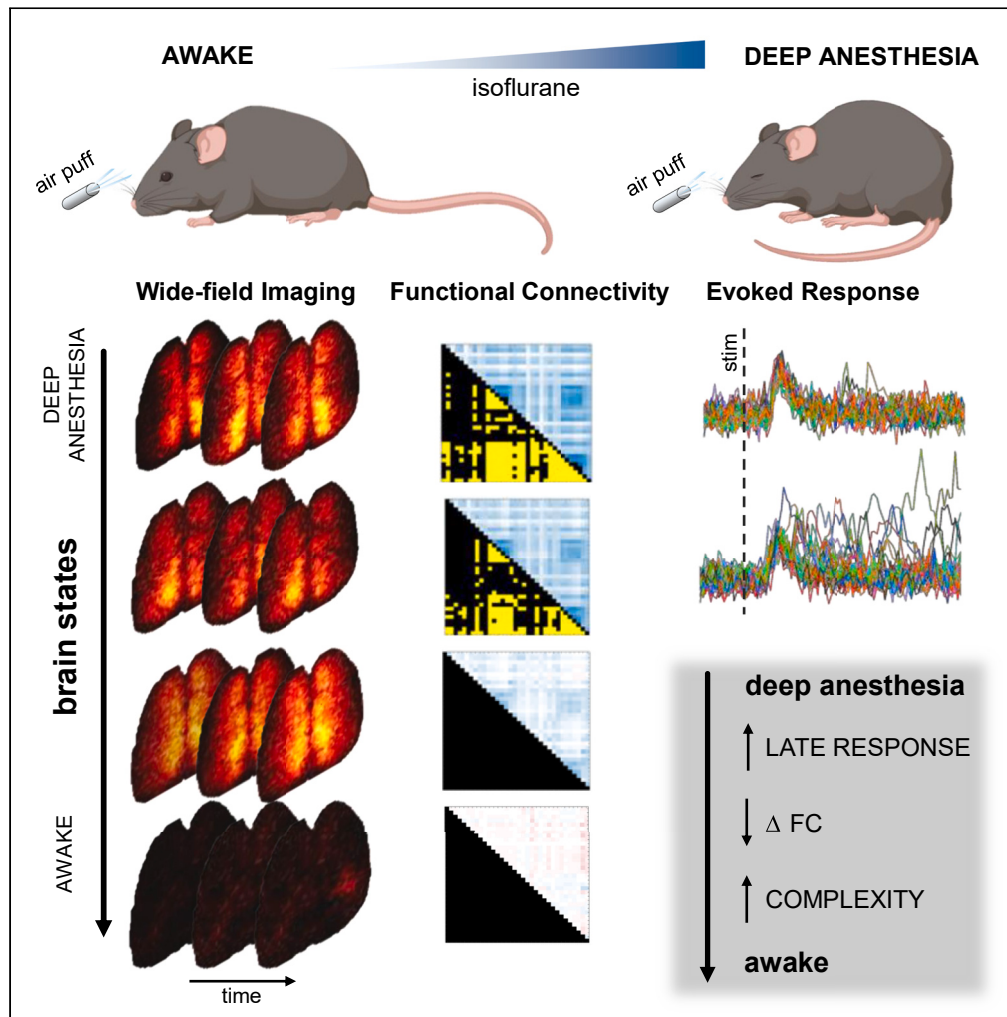 AWAKE
isoflurane
DEEP ANESTHESIA
air puff
air puff
Wide-field Imaging
Functional Connectivity
Evoked Response
DEEP
ANESTHESIA
brain states
AWAKE
time
stim
deep anesthesia
LATE RESPONSE
Δ FC
COMPLEXITY
awake